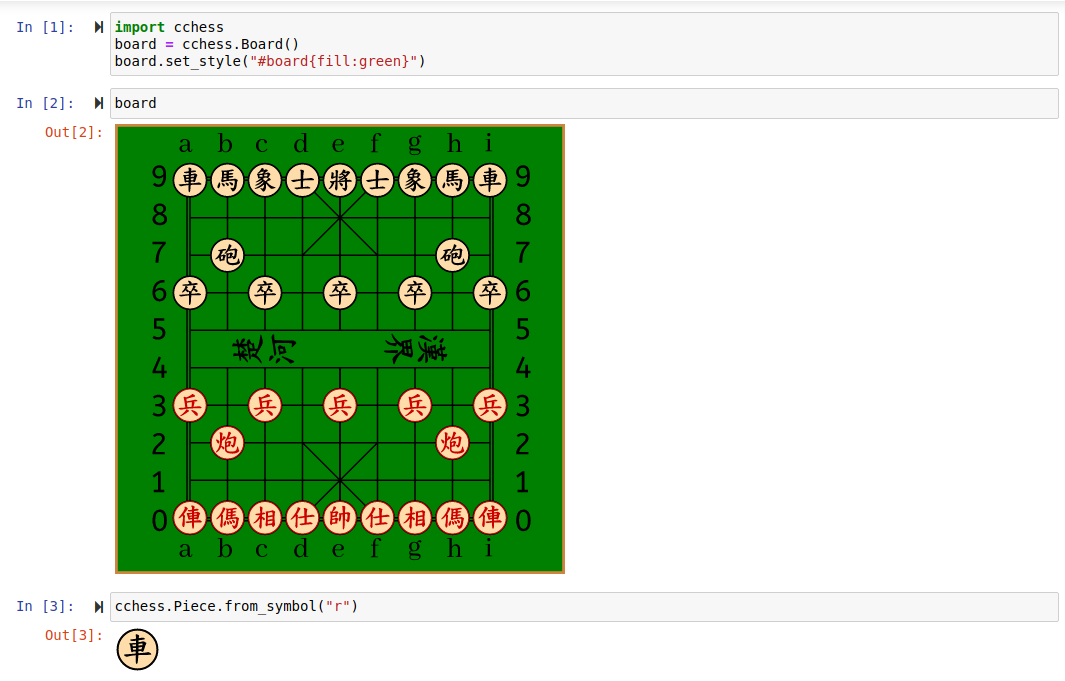 In [1]: import cchess
board = cchess.Board()
board.set_style("#board{fill:green}")
In [2]: board
Out[2]:
a b c d e f g h i
9 車 馬 象 士 將 士 象 馬 車 9
8 8
7 砲 砲 7
6 卒 卒 卒 卒 卒 6
5 5
楚河 漢界
4 4
3 兵 兵 兵 兵 兵 3
2 炮 炮 2
1 1
0 俥 傌 相 仕 帥 仕 相 傌 俥 0
a b c d e f g h i
In [3]: cchess.Piece.from_symbol("r")
Out[3]: 車